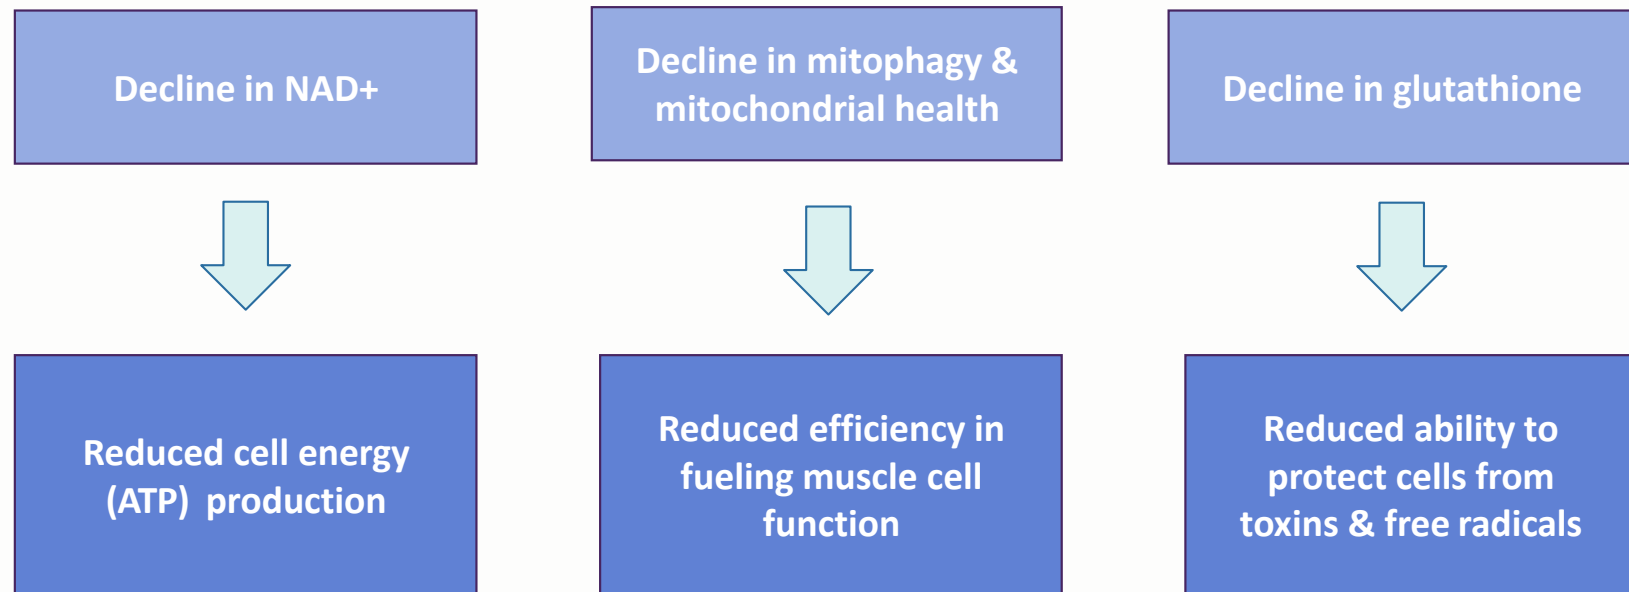 Decline in NAD+
Decline in mitophagy &
mitochondrial health
Decline in glutathione
Reduced cell energy
(ATP) production
Reduced efficiency in
fueling muscle cell
function
Reduced ability to
protect cells from
toxins & free radicals